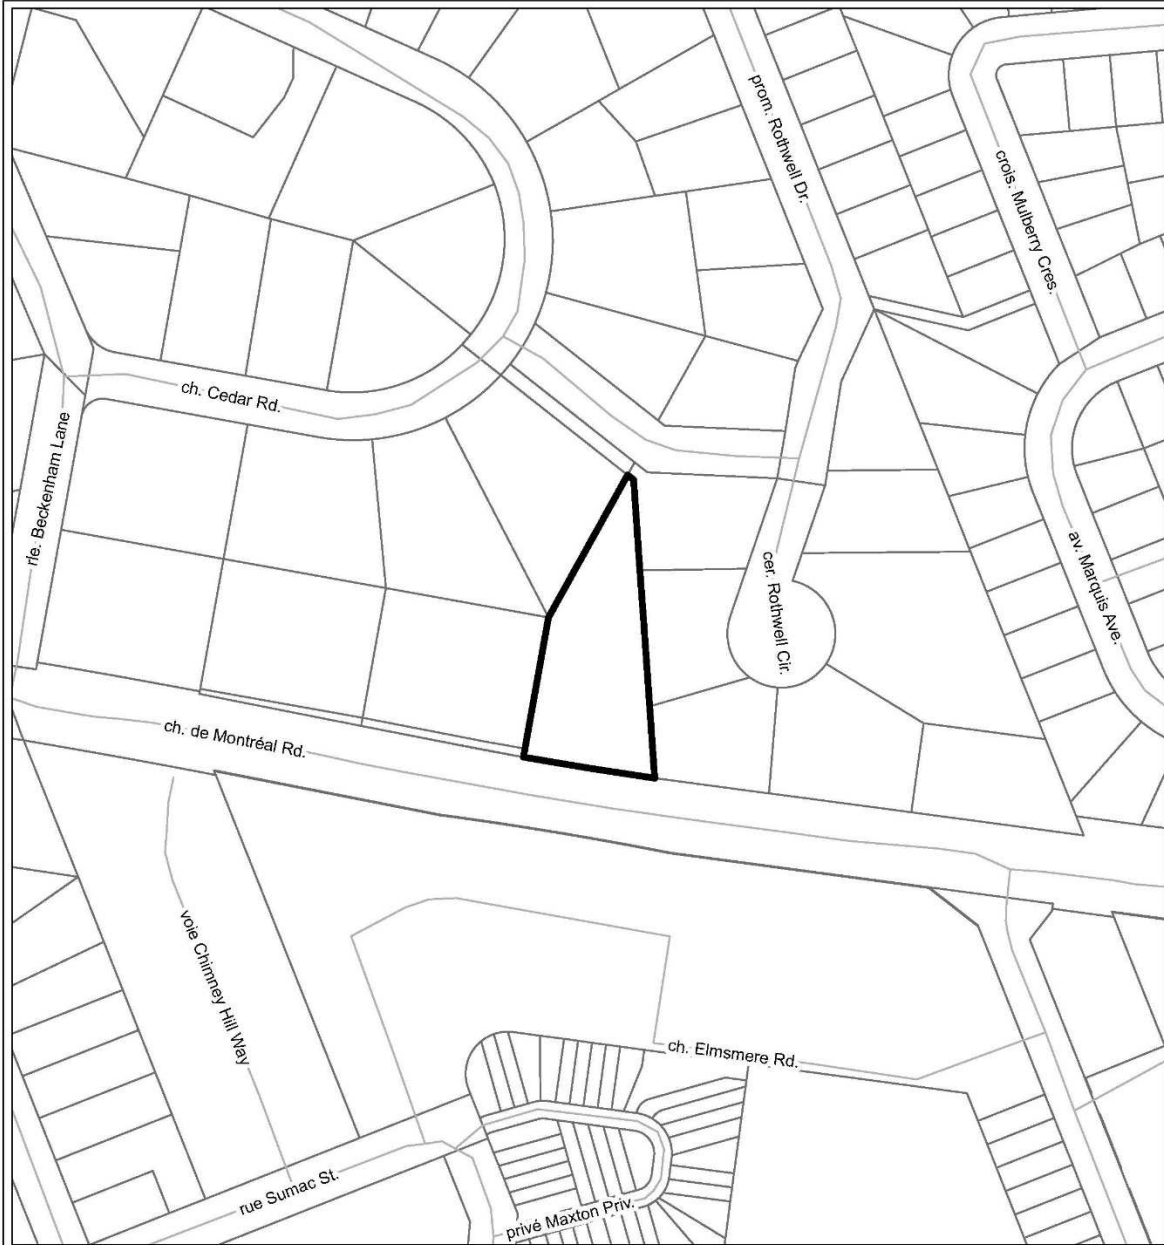 prom. Rothwell Dr.
crois. Mulberry Cres.
ch. Cedar Rd.
rle. Beckenham Lane
cer. Rothwell Cir.
av. Marquis Ave.
ch. de Montréal Rd.
voie Chimney Hill Way
ch. Elmsmere Rd.
rue Sumac St.
privé Maxton Priv.